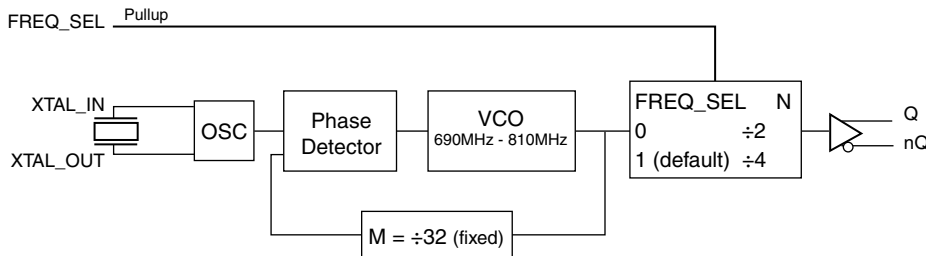 FREQ_SEL Pullup
XTAL_IN
XTAL_OUT
OSC
Phase
Detector
VCO
690MHz - 810MHz
FREQ_SEL N
0 ÷2
1 (default) ÷4
Q
nQ
M = ÷32 (fixed)